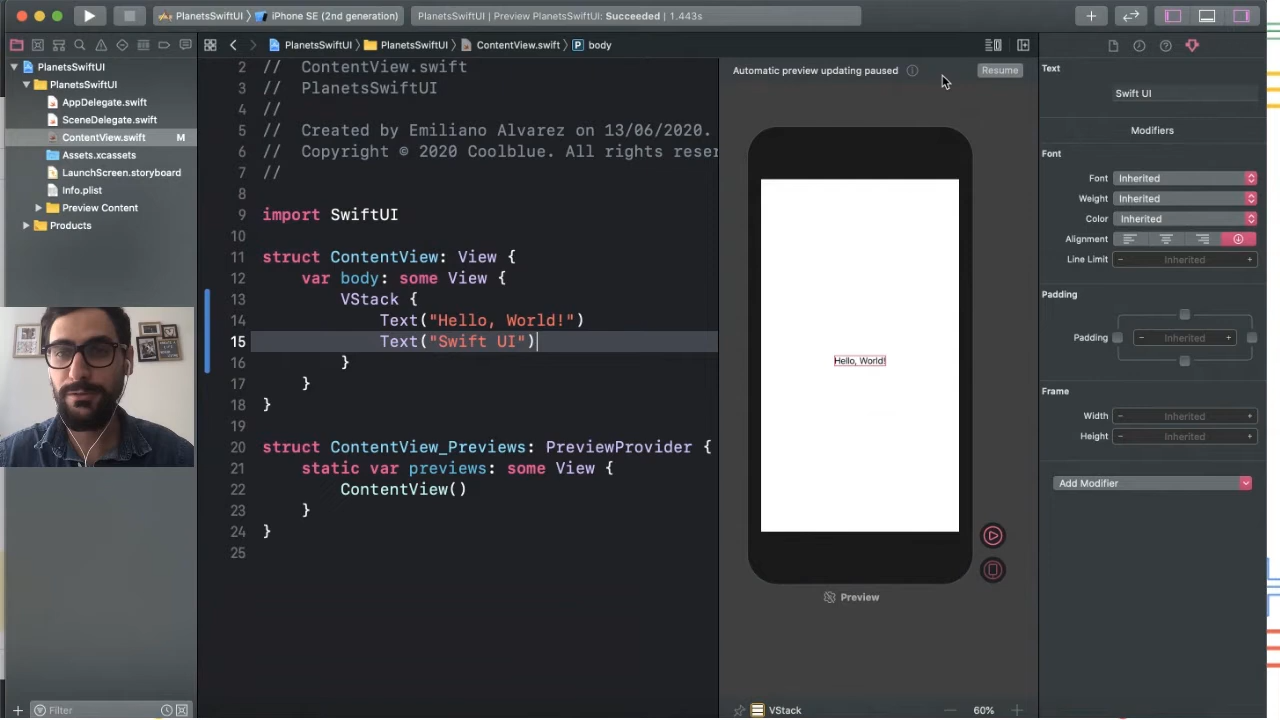 PlanetsSwiftUI
iPhone SE (2nd generation)
PlanetsSwiftUI | Preview PlanetsSwiftUI: Succeeded | 1.443s
PlanetsSwiftUI
PlanetsSwiftUI
ContentView.swift
body
PlanetsSwiftUI
PlanetsSwiftUI
AppDelegate.swift
SceneDelegate.swift
ContentView.swift M
Assets.xcassets
LaunchScreen.storyboard
Info.plist
Preview Content
Products
Filter
2 // ContentView.swift
3 // PlanetsSwiftUI
4 //
5 // Created by Emiliano Alvarez on 13/06/2020.
6 // Copyright © 2020 Coolblue. All rights reser
7 //
8
9 import SwiftUI
10
11 struct ContentView: View {
12 var body: some View {
13 VStack {
14 Text("Hello, World!")
15 Text("Swift UI")
16 }
17 }
18 }
19
20 struct ContentView_Previews: PreviewProvider {
21 static var previews: some View {
22 ContentView()
23 }
24 }
25
Automatic preview updating paused
Resume
Hello, World!
Preview
VStack
60%
Text
Swift UI
Modifiers
Font
Font Inherited
Weight Inherited
Color Inherited
Alignment
Line Limit Inherited
Padding
Padding Inherited
Frame
Width Inherited
Height Inherited
Add Modifier